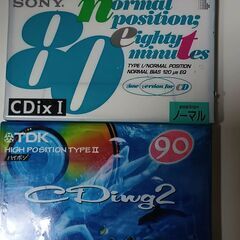 SONY
normal
position;
eighty
minutes
80
TYPE I／NORMAL POSITION
NORMAL BIAS 120 μs EQ
CDixI
ノーマル
TDK
HIGH POSITION TYPE II
ハイポジ
90
CDing2